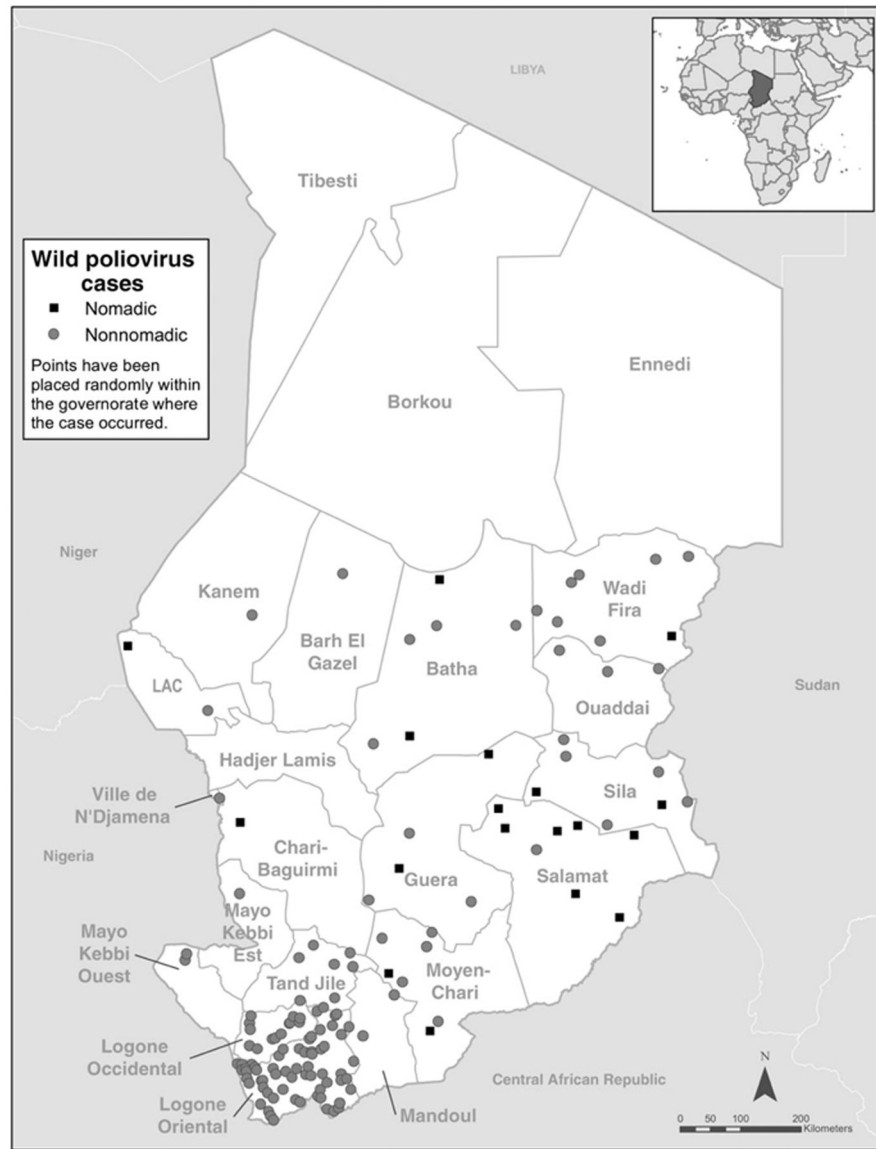 LIBYA
Tibesti
Wild poliovirus
cases
Nomadic
Nonnomadic
Points have been
placed randomly within
the governorate where
the case occurred.
Ennedi
Borkou
Niger
Kanem
Wadi
Fira
Barh El
Gazel
Batha
LAC
Ouaddai
Sudan
Hadjer Lamis
Sila
Ville de
N'Djamena
Chari-
Baguirmi
Nigeria
Guera
Salamat
Mayo
Kebbi
Est
Mayo
Kebbi
Ouest
Tand Jile
Moyen-
Chari
Logone
Occidental
Logone
Oriental
Mandoul
Central African Republic
N
0 50 100 200
Kilometers